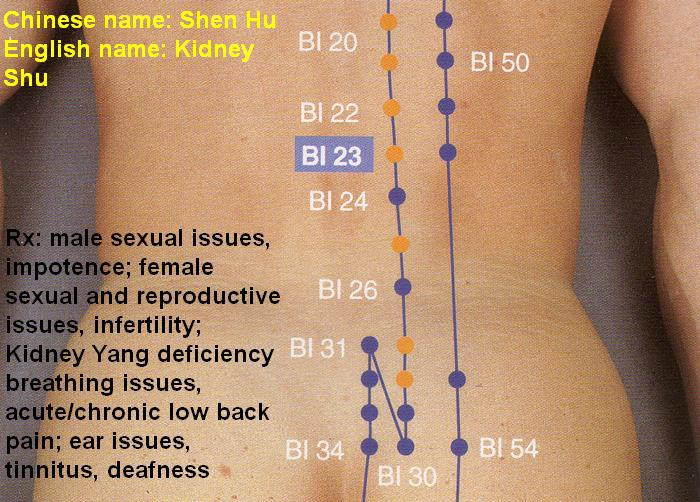 Chinese name: Shen Hu
English name: Kidney
Shu
Bl 20
Bl 50
Bl 22
Bl 23
Bl 24
Rx: male sexual issues,
impotence; female
sexual and reproductive
issues, infertility;
Kidney Yang deficiency
breathing issues,
acute/chronic low back
pain; ear issues,
tinnitus, deafness
Bl 26
Bl 31
Bl 34
Bl 54
Bl 30